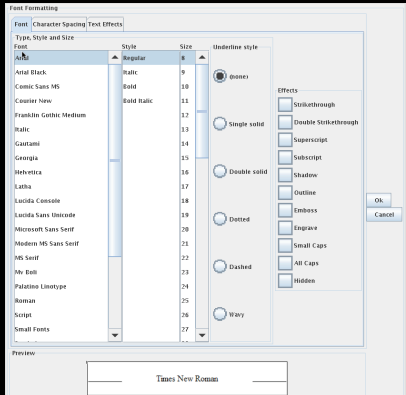 Font Formatting
Font Character Spacing Text Effects
Type, Style and Size
Font Style Size Underline style
Arial Regular 8
Arial Black Italic 9 (none)
Comic Sans MS Bold 10 Effects
Courier New Bold Italic 11 Strikethrough
Franklin Gothic Medium 12 Single solid Double Strikethrough
Italic 13
Gautami 14 Superscript
Georgia 15 Subscript
Helvetica 16 Double solid Shadow
Latha 17 Outline
Lucida Console 18 Ok
Lucida Sans Unicode 19 Dotted Emboss Cancel
Microsoft Sans Serif 20 Engrave
Modern MS Sans Serif 21 Small Caps
MS Serif 22 Dashed All Caps
Mv Boli 23 Hidden
Palatino Linotype 24
Roman 25
Script 26 Wavy
Small Fonts 27
Preview
Times New Roman